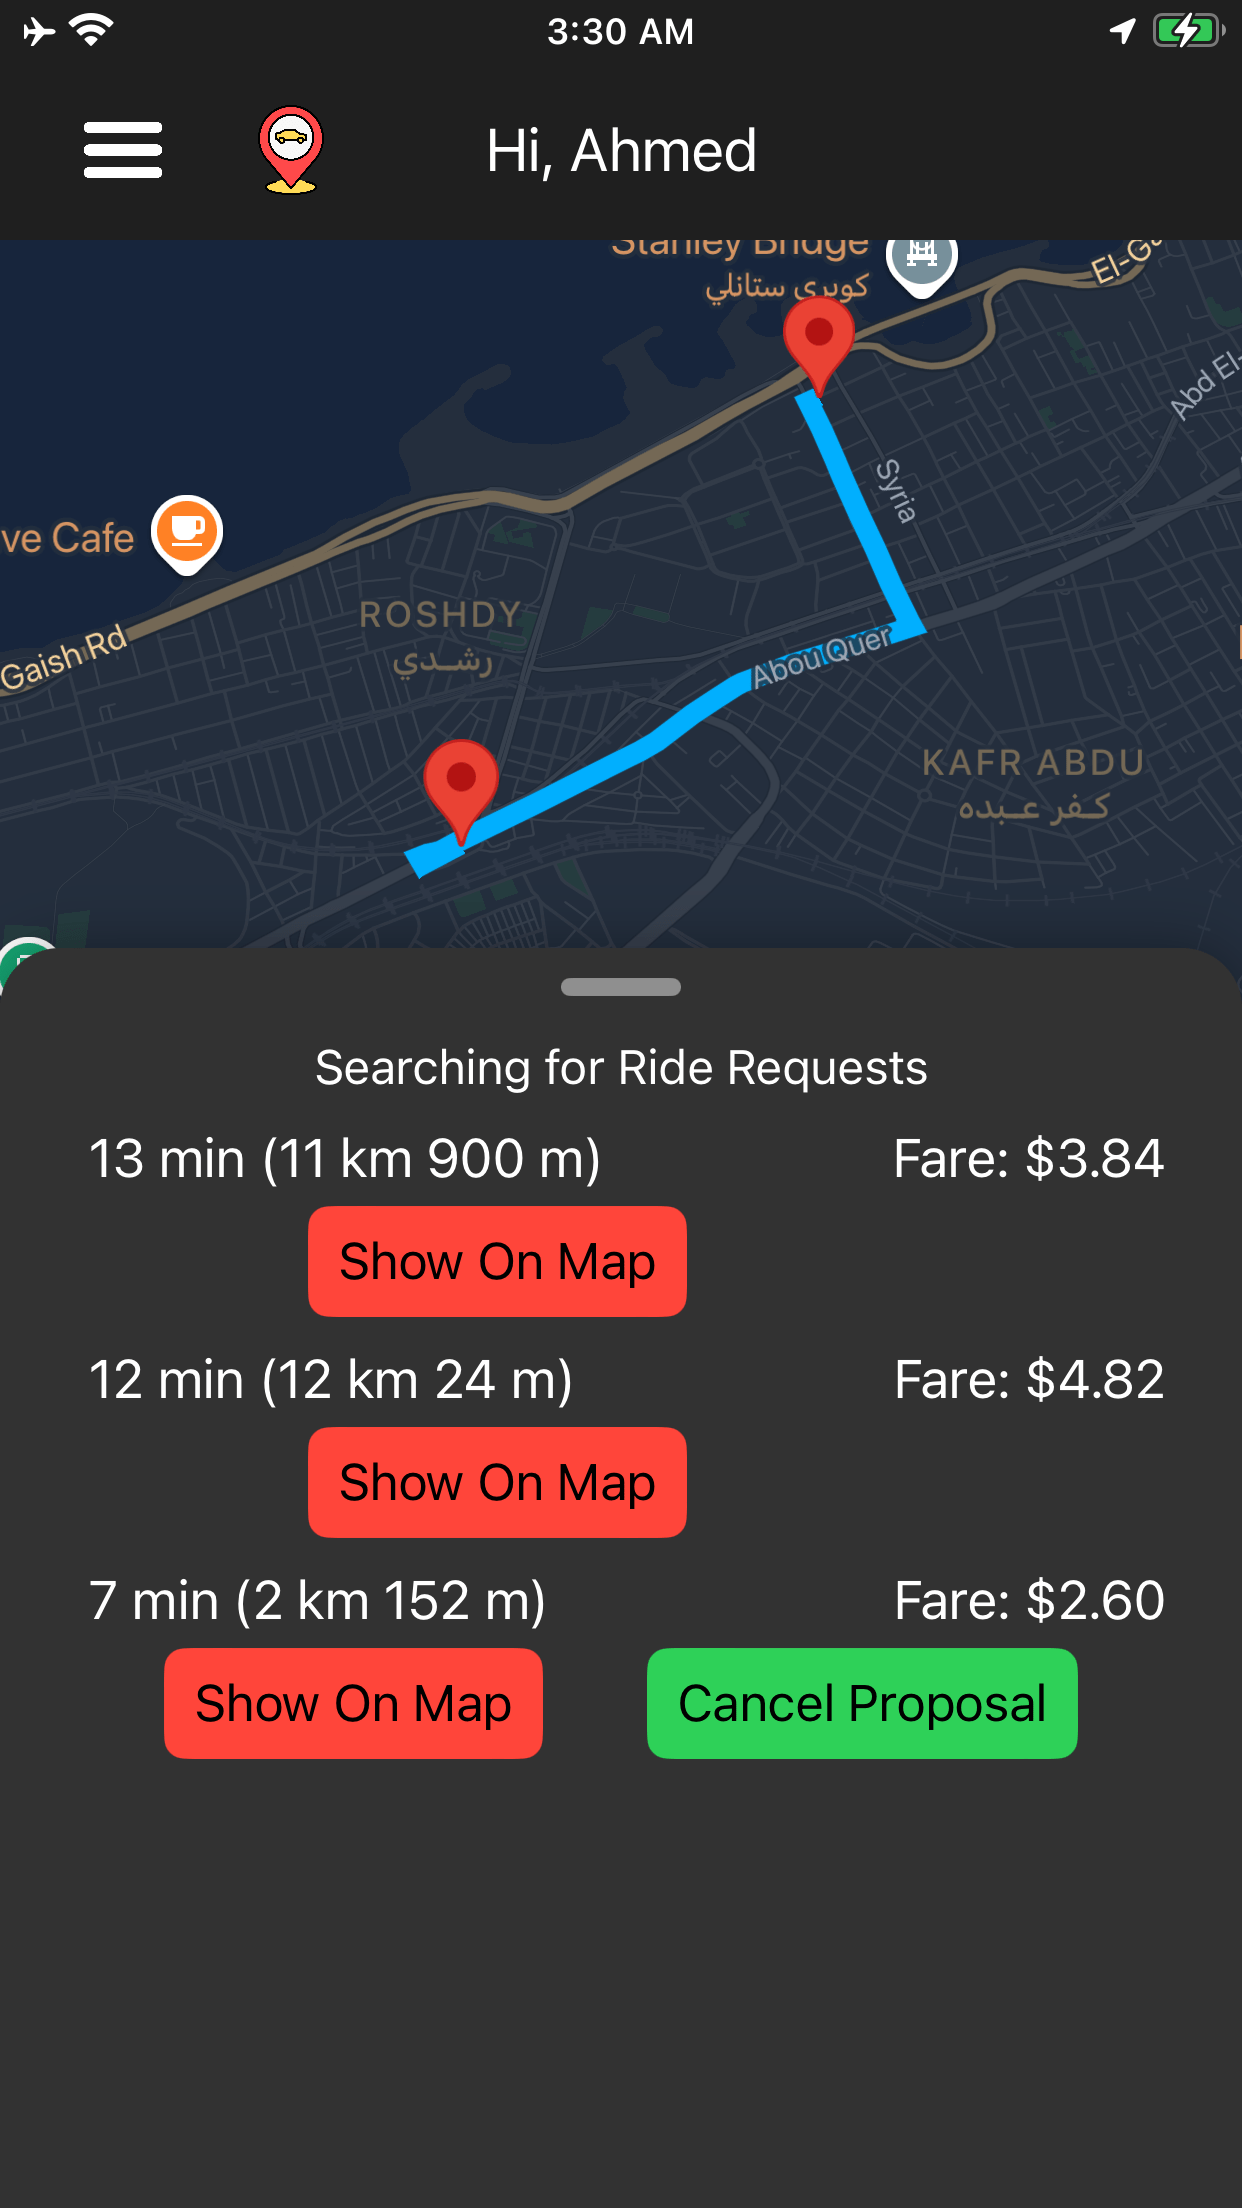 3:30 AM
Hi, Ahmed
Stanley Bridge
كوبري ستانلي
El-Ga
Abd El-
Syria
ve Cafe
Gaish Rd
ROSHDY
رشدي
Abou Quer
KAFR ABDU
كفر عبده
Searching for Ride Requests
13 min (11 km 900 m) Fare: $3.84
Show On Map
12 min (12 km 24 m) Fare: $4.82
Show On Map
7 min (2 km 152 m) Fare: $2.60
Show On Map Cancel Proposal